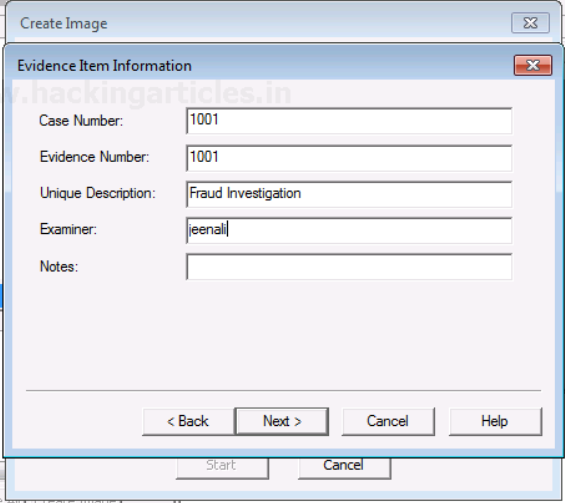 Create Image
Evidence Item Information
w.hackingarticles.in
Case Number: 1001
Evidence Number: 1001
Unique Description: Fraud Investigation
Examiner: jeenali
Notes:
< Back Next > Cancel Help
Start Cancel